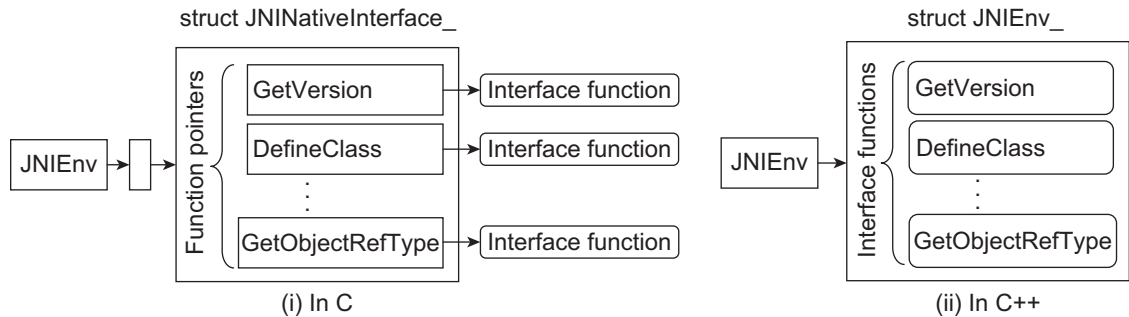 struct JNINativeInterface_
JNIEnv
Function pointers
GetVersion
Interface function
DefineClass
Interface function
GetObjectRefType
Interface function
(i) In C
struct JNIEnv_
JNIEnv
Interface functions
GetVersion
DefineClass
GetObjectRefType
(ii) In C++